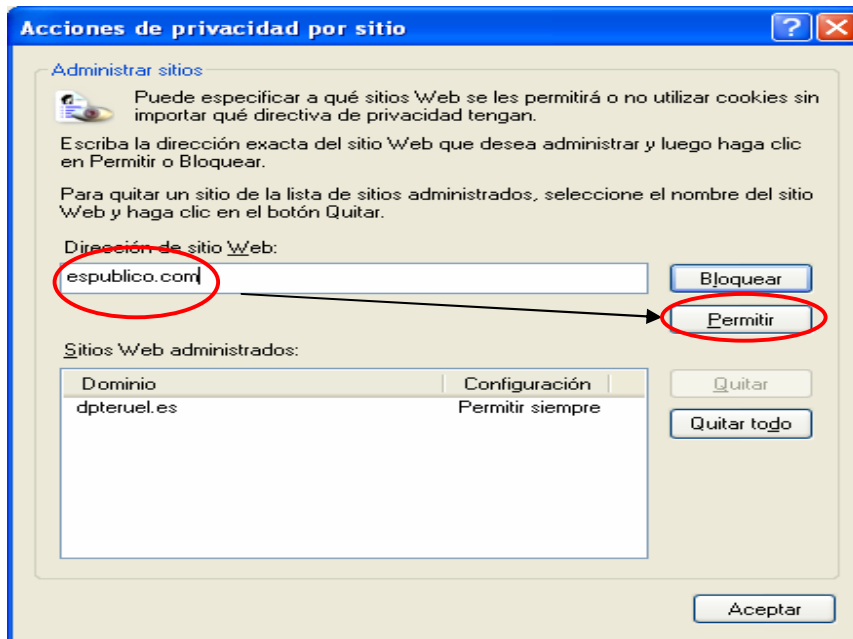 Acciones de privacidad por sitio
Administrar sitios
Puede especificar a qué sitios Web se les permitirá o no utilizar cookies sin
importar qué directiva de privacidad tengan.
Escriba la dirección exacta del sitio Web que desea administrar y luego haga clic
en Permitir o Bloquear.
Para quitar un sitio de la lista de sitios administrados, seleccione el nombre del sitio
Web y haga clic en el botón Quitar.
Dirección de sitio Web:
espublico.com
Bloquear
Permitir
Sitios Web administrados:
Dominio Configuración
Quitar
dpteruel.es Permitir siempre
Quitar todo
Aceptar